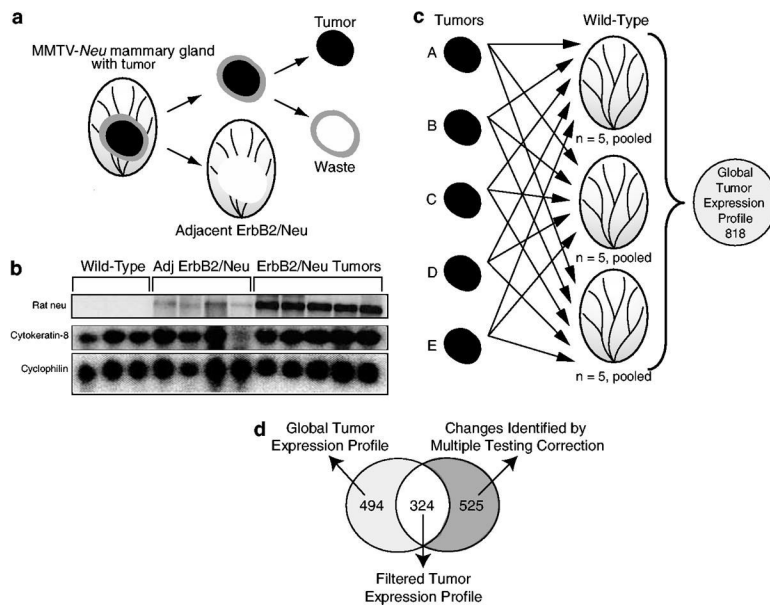 a
MMTV-Neu mammary gland
with tumor
Tumor
Waste
Adjacent ErbB2/Neu
b
Wild-Type
Adj ErbB2/Neu
ErbB2/Neu Tumors
Rat neu
Cytokeratin-8
Cyclophilin
c
Tumors
Wild-Type
A
B
C
D
E
n = 5, pooled
n = 5, pooled
n = 5, pooled
Global
Tumor
Expression
Profile
818
d
Global Tumor
Expression Profile
Changes Identified by
Multiple Testing Correction
494
324
525
Filtered Tumor
Expression Profile